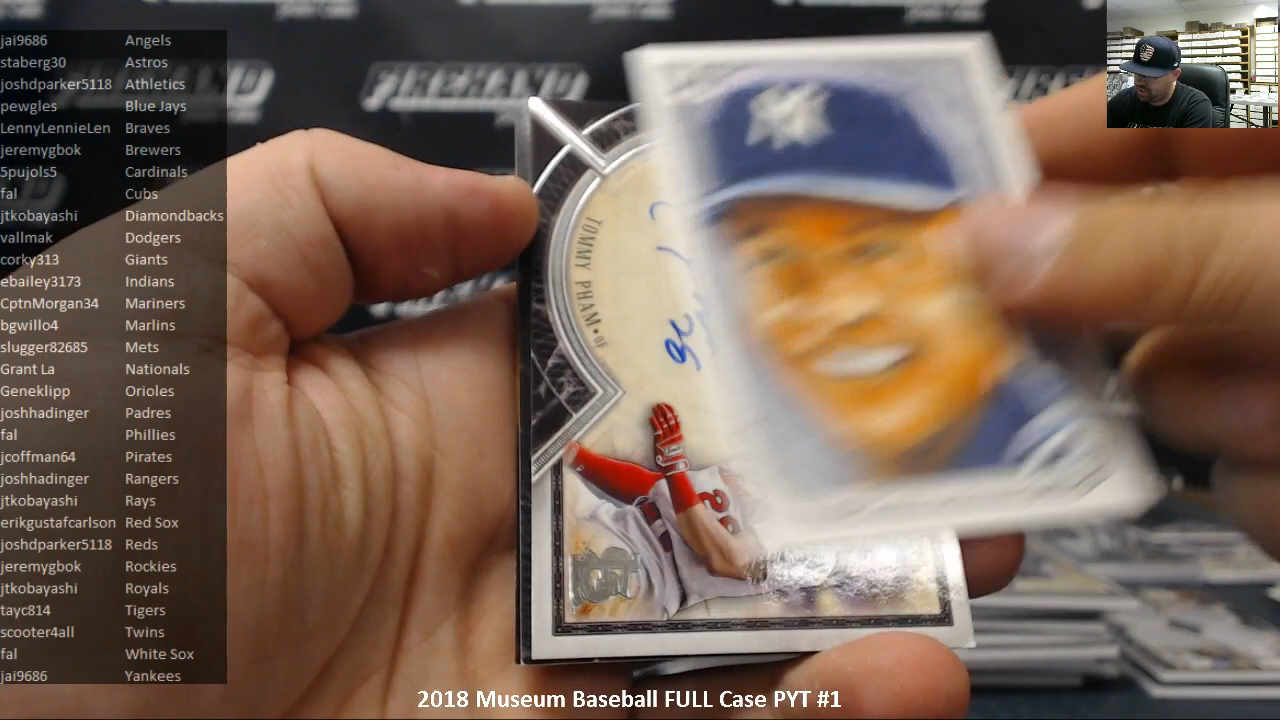 jai9686 Angels
staberg30 Astros
joshdparker5118 Athletics
pewgles Blue Jays
LennyLennieLen Braves
jeremygbok Brewers
5pujols5 Cardinals
fal Cubs
jtkobayashi Diamondbacks
vallmak Dodgers
corky313 Giants
ebailey3173 Indians
CptnMorgan34 Mariners
bgwillo4 Marlins
slugger82685 Mets
Grant La Nationals
Geneklipp Orioles
joshhadinger Padres
fal Phillies
jcoffman64 Pirates
joshhadinger Rangers
jtkobayashi Rays
erikgustafcarlson Red Sox
joshdparker5118 Reds
jeremygbok Rockies
jtkobayashi Royals
tayc814 Tigers
scooter4all Twins
fal White Sox
jai9686 Yankees
FIREHAND
TOMMY PHAM • OF
2018 Museum Baseball FULL Case PYT #1